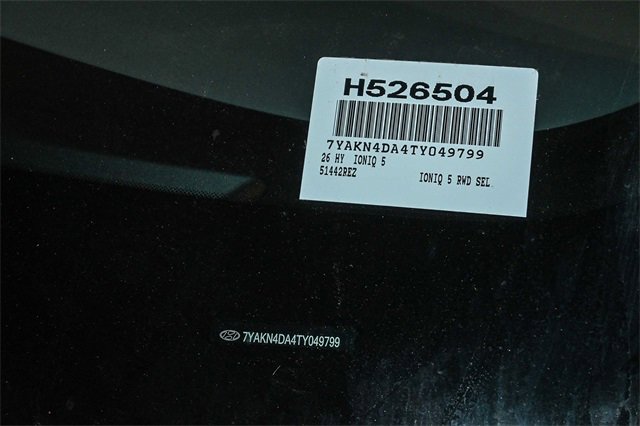 H526504
7YAKN4DA4TY049799
26 HY IONIQ 5
51442REZ IONIQ 5 RWD SEL
7YAKN4DA4TY049799